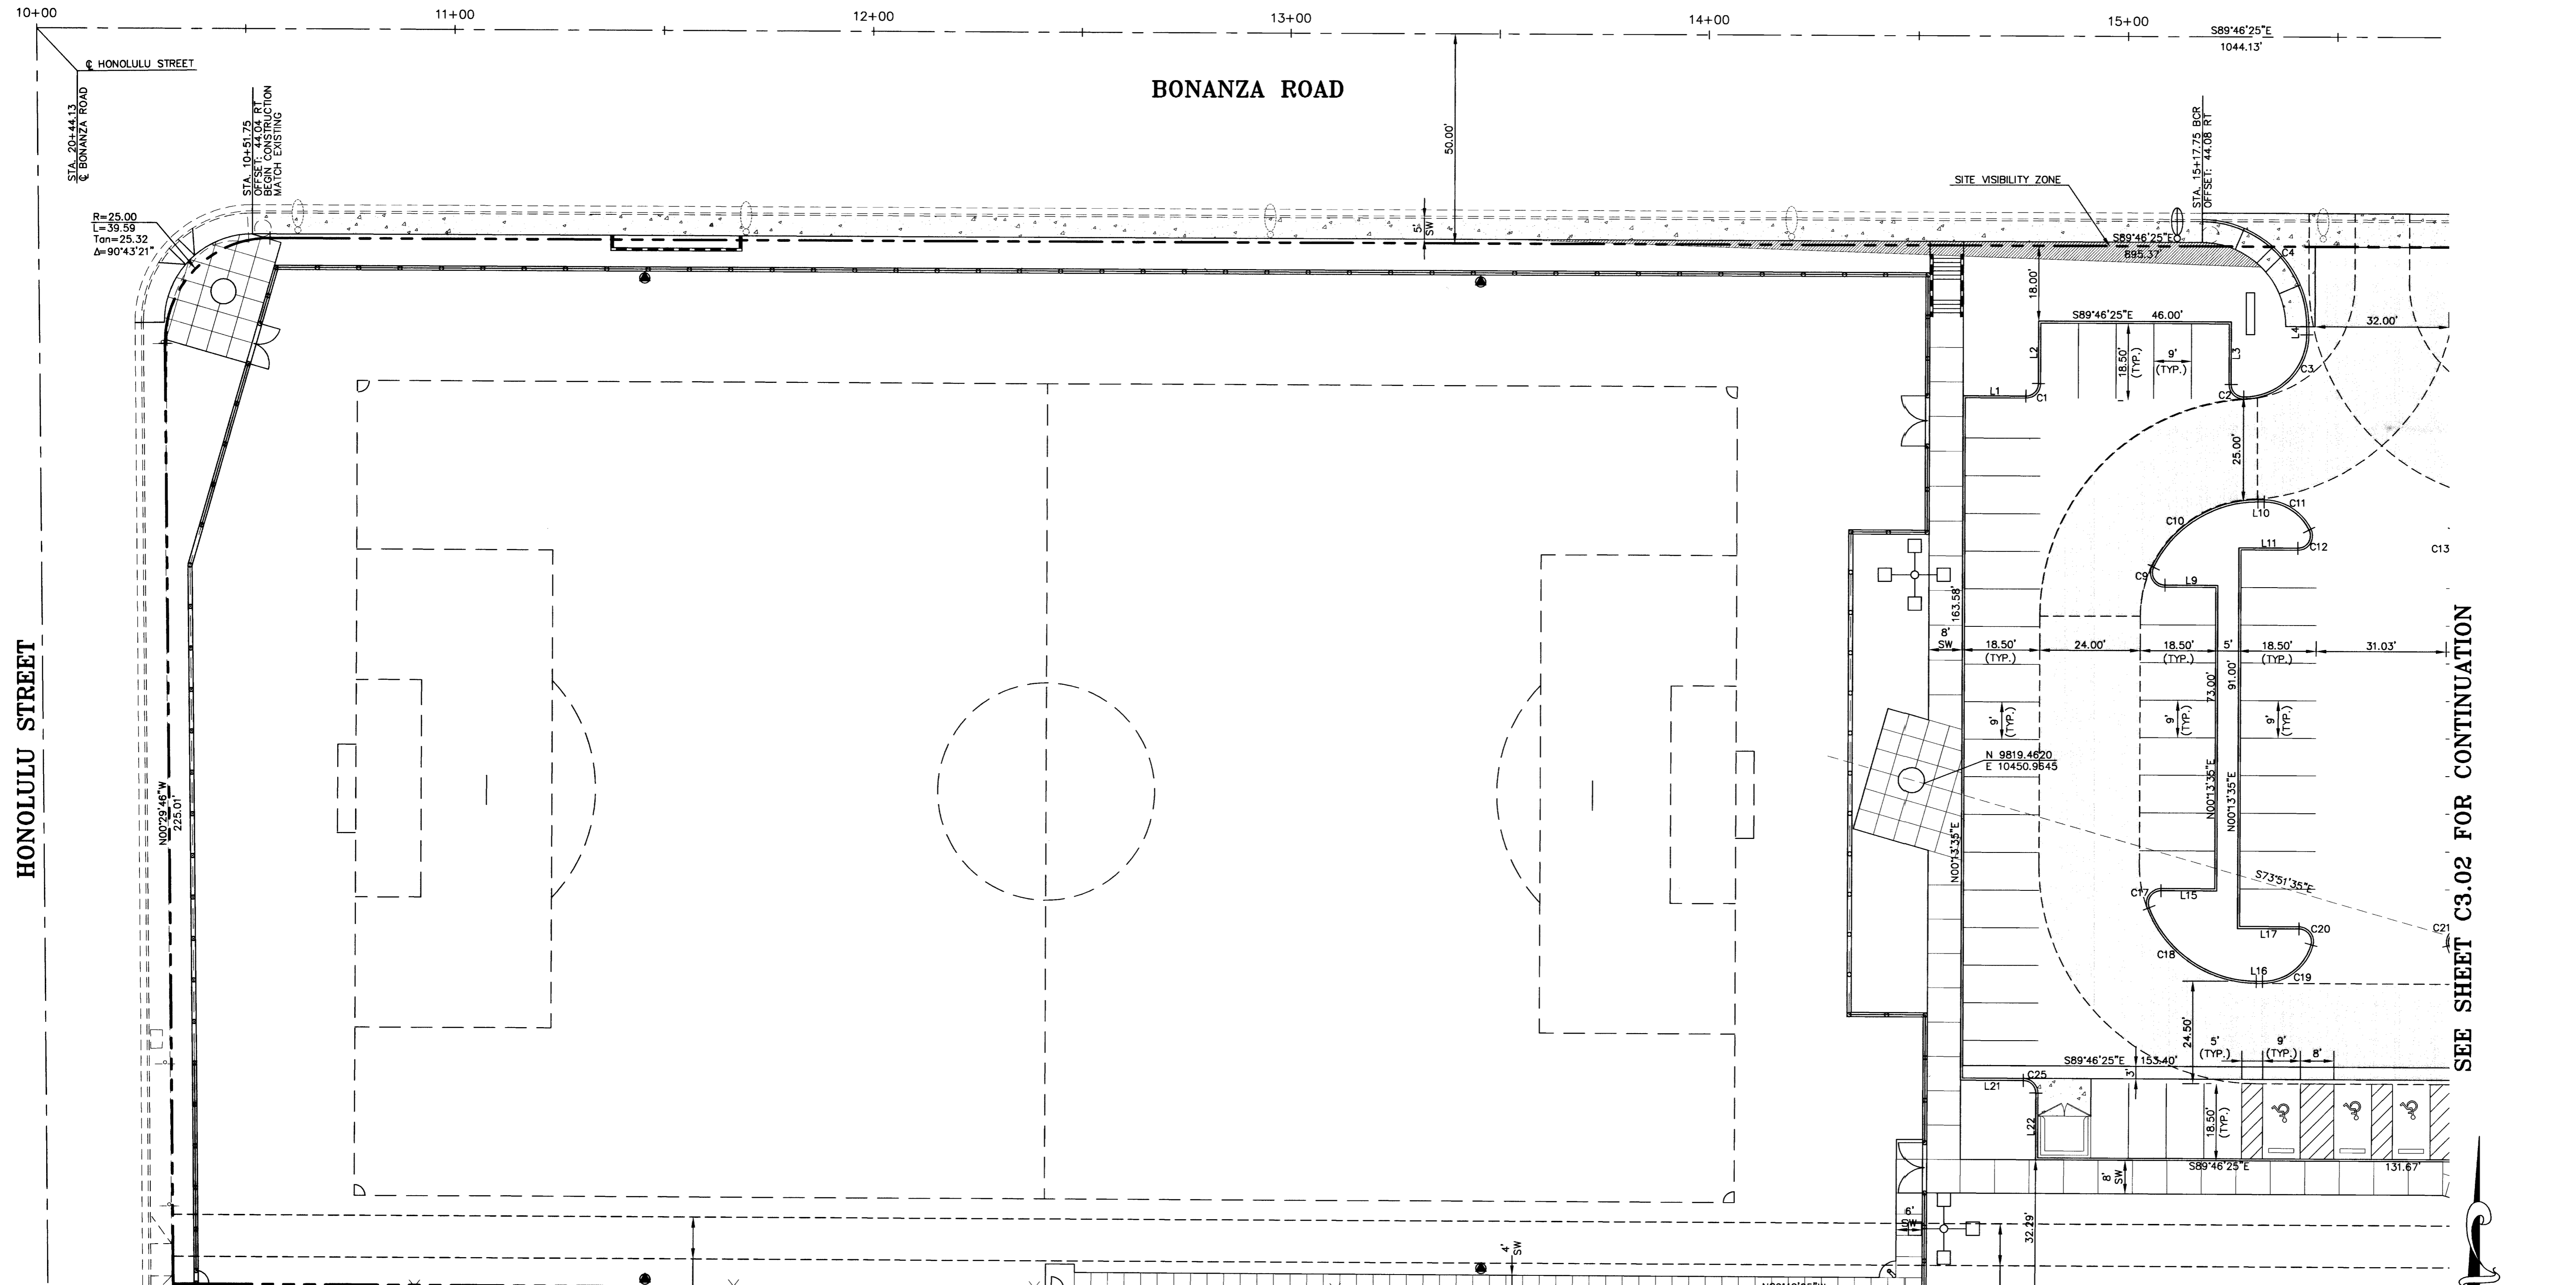 10+00
11+00
12+00
13+00
14+00
15+00
S89°46'25"E
1044.13'
℄ HONOLULU STREET
STA. 20+44.13
℄ BONANZA ROAD
STA. 10+51.75
OFFSET: 44.04 RT
BEGIN CONSTRUCTION
MATCH EXISTING
BONANZA ROAD
50.00'
STA. 15+17.75 BCR
OFFSET: 44.08 RT
SITE VISIBILITY ZONE
R=25.00
L=39.59
Tan=25.32
Δ=90°43'21"
5'
SW
S89°46'25"E
895.37'
C4
18.00'
S89°46'25"E 46.00'
32.00'
L4
L2
18.50'
(TYP.)
9'
(TYP.)
L3
C3
L1
C1
C2
25.00'
L10
C11
C10
L11
C12
C13
C9
L9
163.58'
8'
SW
18.50'
(TYP.)
24.00'
18.50'
(TYP.)
5'
18.50'
(TYP.)
31.03'
73.00'
91.00'
9'
(TYP.)
9'
(TYP.)
9'
(TYP.)
HONOLULU STREET
N00°29'46"W
225.01'
N 9819.4620
E 10450.9645
N00°13'35"E
N00°13'35"E
N00°13'35"E
S73°51'35"E
SEE SHEET C3.02 FOR CONTINUATION
C17
L15
L17
C20
C21
C18
L16
C19
24.50'
5'
(TYP.)
9'
(TYP.)
8'
S89°46'25"E 153.40'
3'
L21
C25
L22
18.50'
(TYP.)
S89°46'25"E
131.67'
8'
SW
6'
SW
32.29'
4'
SW